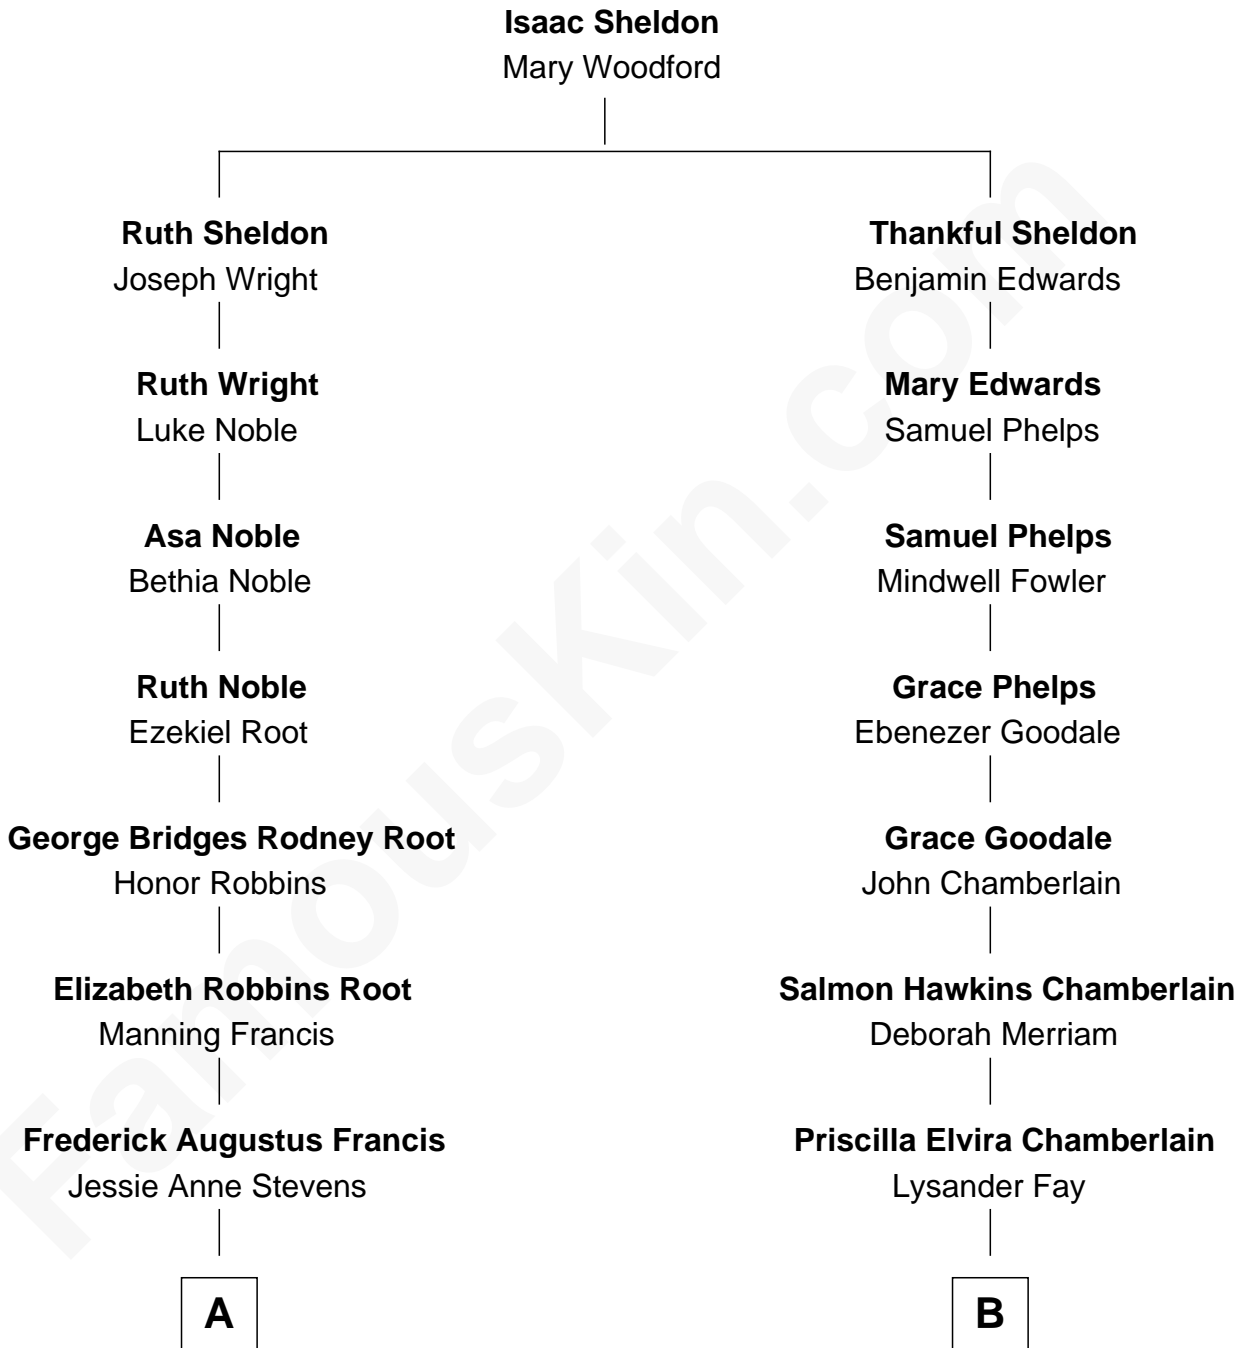 Isaac Sheldon
Mary Woodford
Ruth Sheldon
Joseph Wright
Thankful Sheldon
Benjamin Edwards
Ruth Wright
Luke Noble
Mary Edwards
Samuel Phelps
Asa Noble
Bethia Noble
Samuel Phelps
Mindwell Fowler
Ruth Noble
Ezekiel Root
Grace Phelps
Ebenezer Goodale
George Bridges Rodney Root
Honor Robbins
Grace Goodale
John Chamberlain
Elizabeth Robbins Root
Manning Francis
Salmon Hawkins Chamberlain
Deborah Merriam
Frederick Augustus Francis
Jessie Anne Stevens
Priscilla Elvira Chamberlain
Lysander Fay
A
B
FamousKin.com